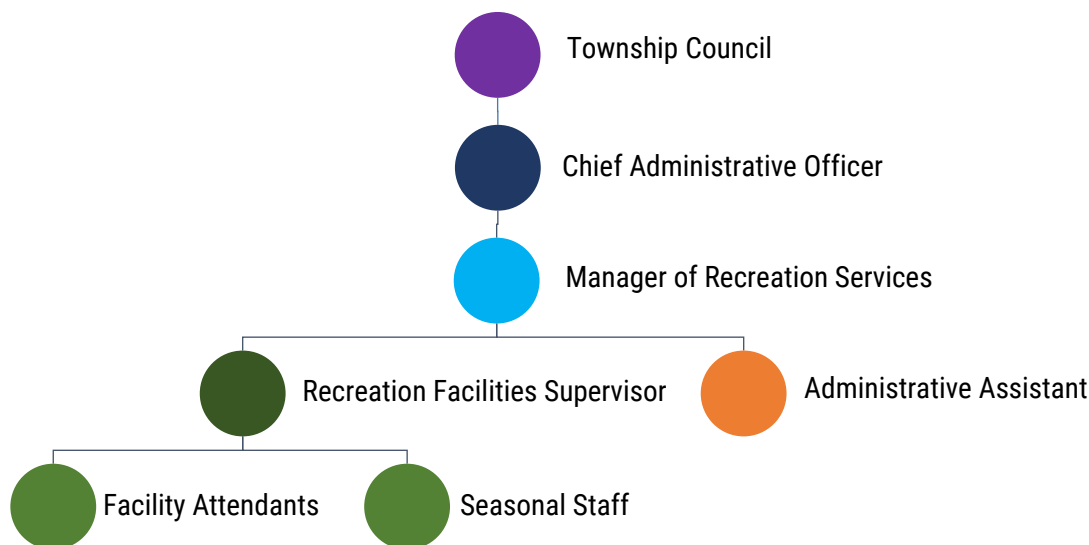 Township Council
Chief Administrative Officer
Manager of Recreation Services
Recreation Facilities Supervisor
Administrative Assistant
Facility Attendants
Seasonal Staff